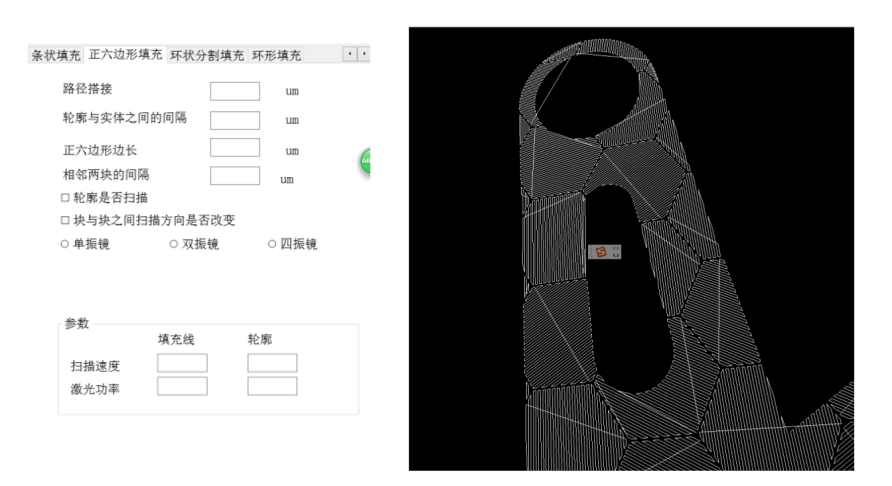 条状填充 正六边形填充 环状分割填充 环形填充
路径搭接 um
轮廓与实体之间的间隔 um
正六边形边长 um
相邻两块的间隔 um
轮廓是否扫描
块与块之间扫描方向是否改变
单振镜 双振镜 四振镜
参数
填充线 轮廓
扫描速度
激光功率